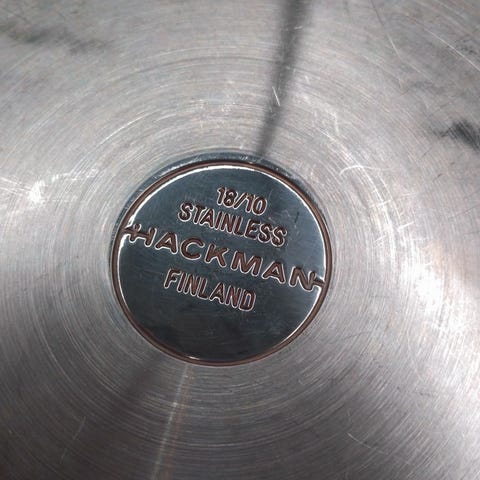 18/10
STAINLESS
HACKMAN
FINLAND